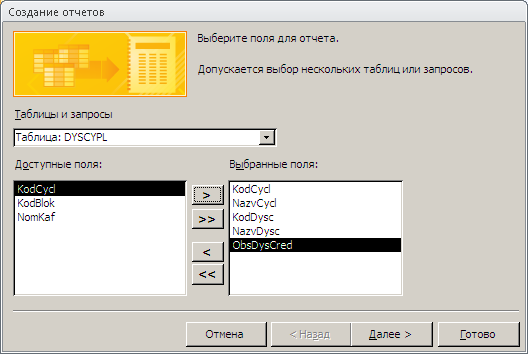 Создание отчетов
Выберите поля для отчета.
Допускается выбор нескольких таблиц или запросов.
Таблицы и запросы
Таблица: DYSCYPL
Доступные поля:
Выбранные поля:
KodCycl
KodBlok
NomKaf
>
>>
<
<<
KodCycl
NazvCycl
KodDysc
NazvDysc
ObsDysCred
Отмена
< Назад
Далее >
Готово